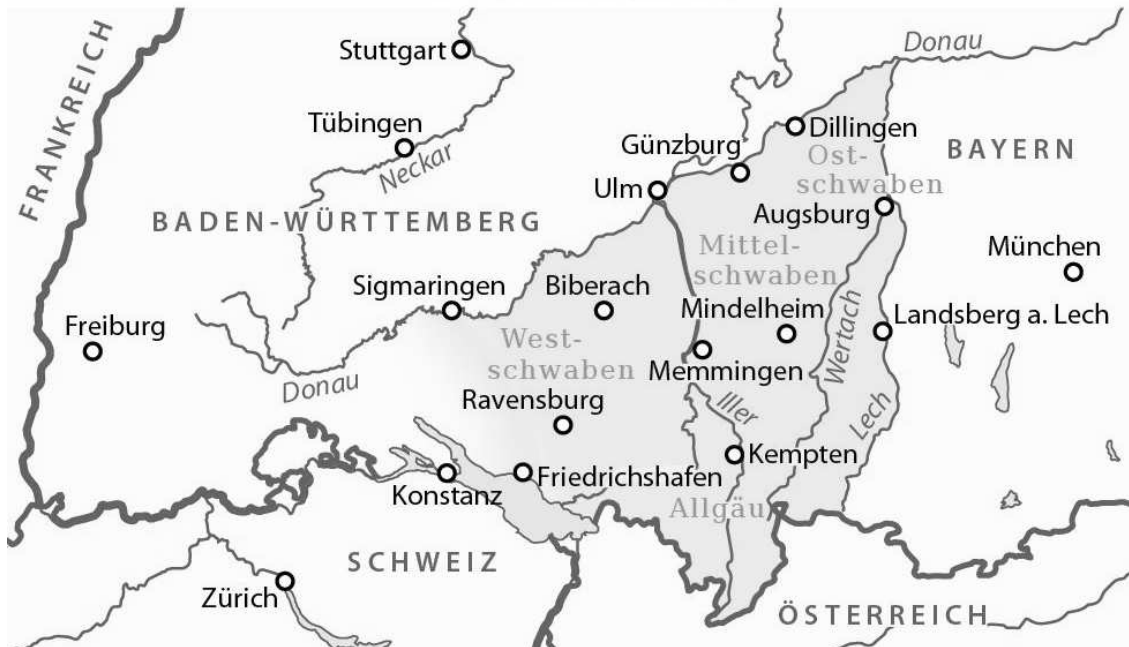 FRANKREICH
Stuttgart
Donau
Tübingen
Neckar
Dillingen
Günzburg
Ost-
schwaben
BAYERN
Ulm
Augsburg
BADEN-WÜRTTEMBERG
Mittel-
schwaben
München
Sigmaringen
Biberach
Mindelheim
Freiburg
Wertach
Landsberg a. Lech
West-
schwaben
Memmingen
Donau
Ravensburg
Iller
Lech
Kempten
Friedrichshafen
Konstanz
Allgäu
SCHWEIZ
Zürich
ÖSTERREICH